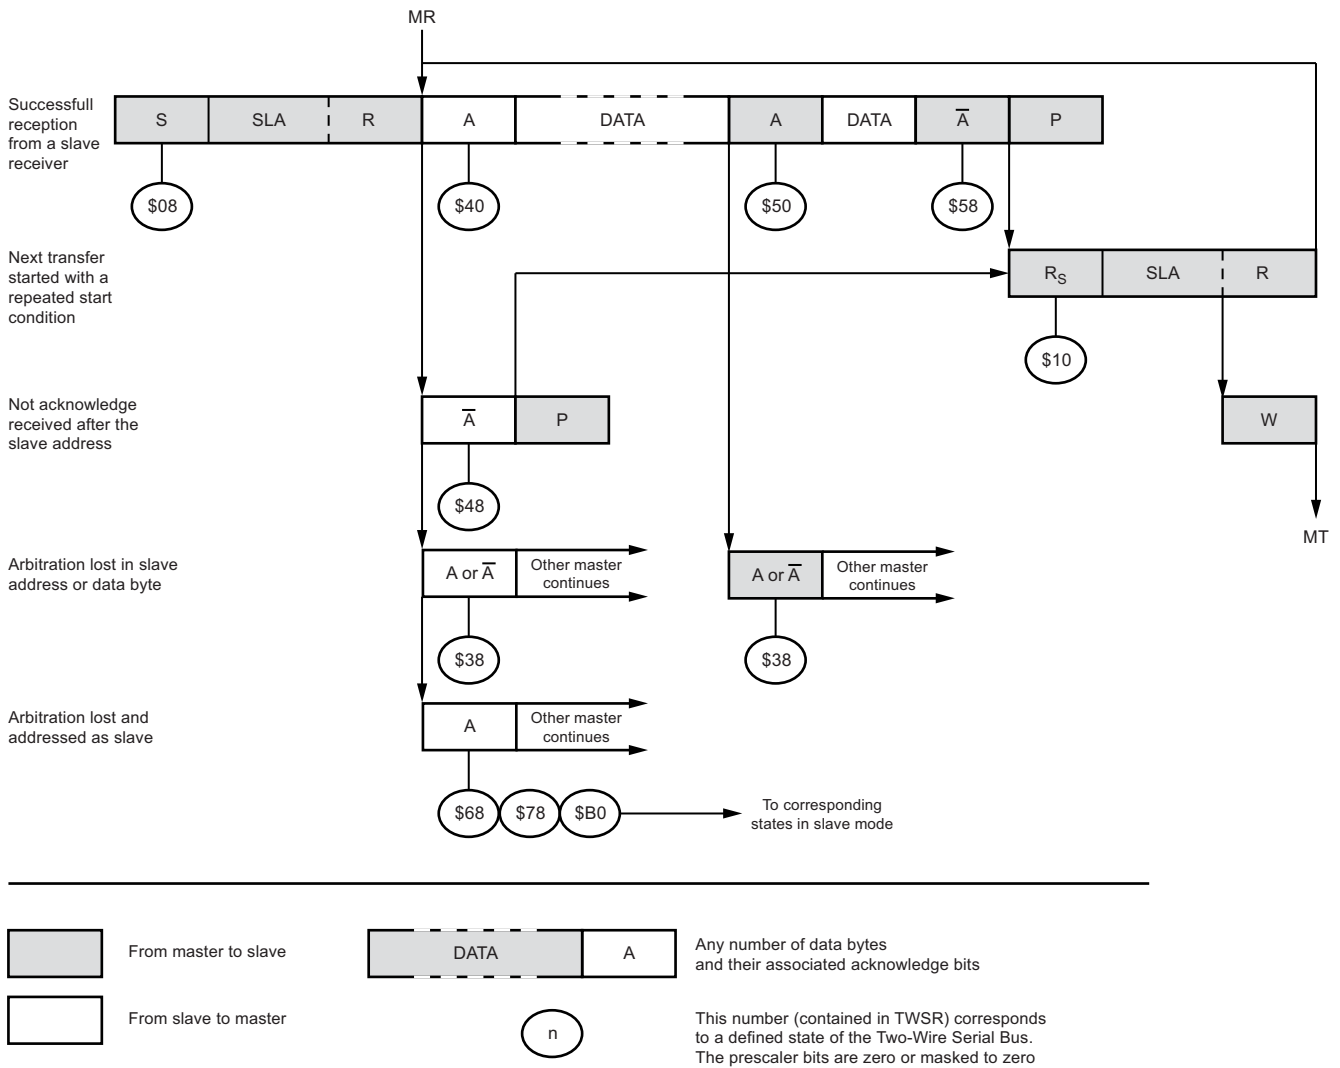 MR
Successfull
reception
from a slave
receiver
S SLA R A DATA A DATA A̅ P
$08 $40 $50 $58
Next transfer
started with a
repeated start
condition
RS SLA R
$10
Not acknowledge
received after the
slave address
A̅ P
W
$48
MT
Arbitration lost in slave
address or data byte
A or A̅
Other master
continues
A or A̅
Other master
continues
$38 $38
Arbitration lost and
addressed as slave
A
Other master
continues
$68 $78 $B0
To corresponding
states in slave mode
From master to slave
DATA A
Any number of data bytes
and their associated acknowledge bits
From slave to master
n
This number (contained in TWSR) corresponds
to a defined state of the Two-Wire Serial Bus.
The prescaler bits are zero or masked to zero